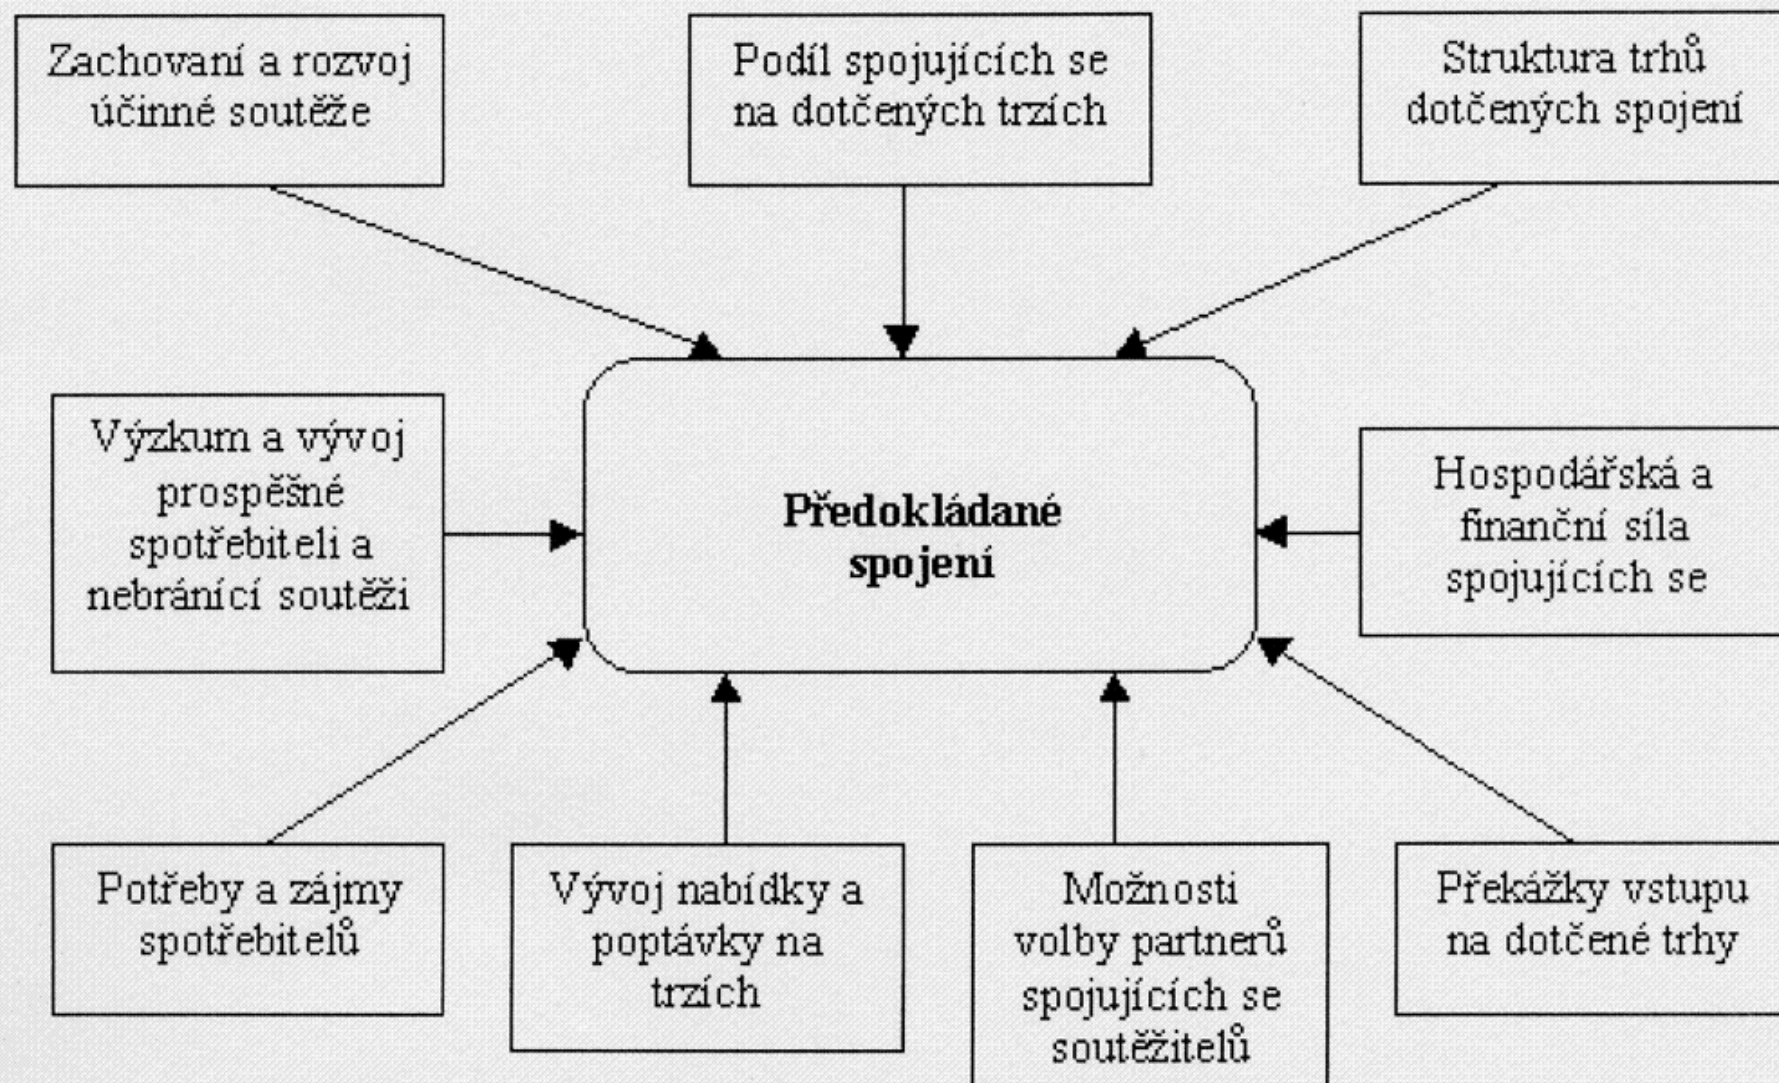 Zachovaní a rozvoj
účinné soutěže
Podíl spojujících se
na dotčených trzích
Struktura trhů
dotčených spojení
Výzkum a vývoj
prospěšné
spotřebiteli a
nebránící soutěži
Předokládané
spojení
Hospodářská a
finanční síla
spojujících se
Potřeby a zájmy
spotřebitelů
Vývoj nabídky a
poptávky na
trzích
Možnosti
volby partnerů
spojujících se
soutěžitelů
Překážky vstupu
na dotčené trhy